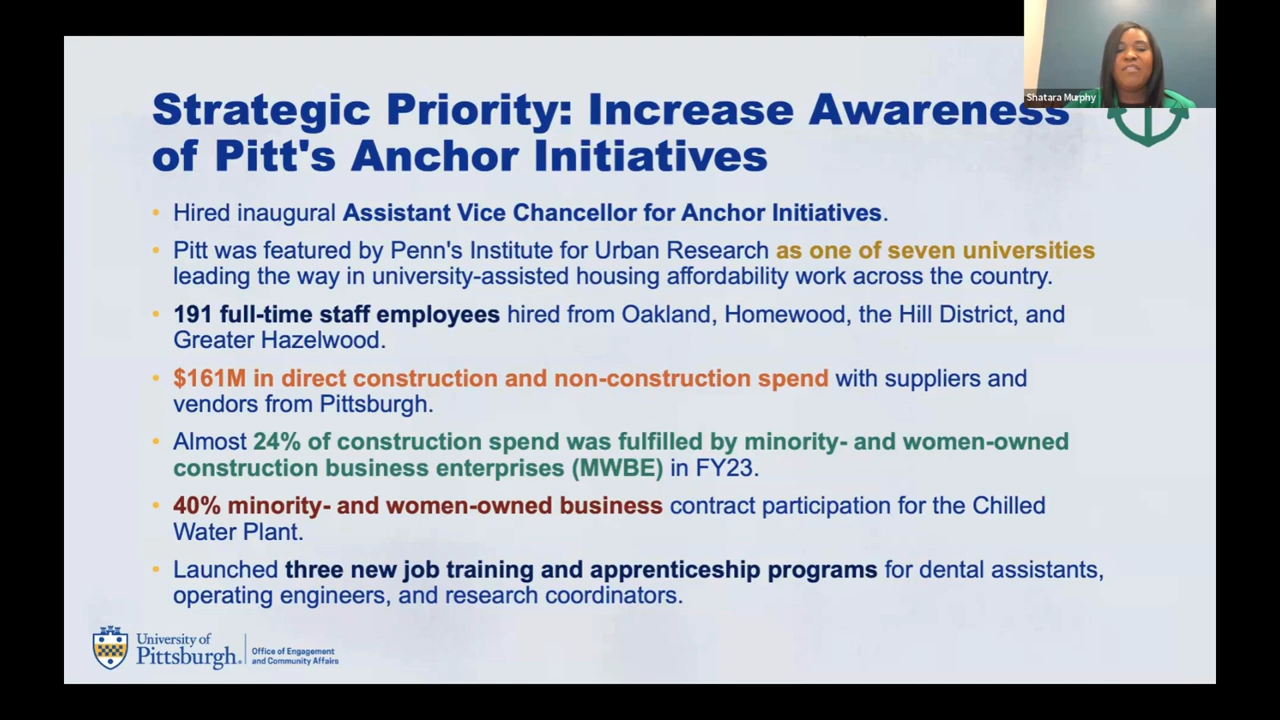 Shatara Murphy
Strategic Priority: Increase Awareness
of Pitt's Anchor Initiatives
• Hired inaugural Assistant Vice Chancellor for Anchor Initiatives.
• Pitt was featured by Penn's Institute for Urban Research as one of seven universities
leading the way in university-assisted housing affordability work across the country.
• 191 full-time staff employees hired from Oakland, Homewood, the Hill District, and
Greater Hazelwood.
• $161M in direct construction and non-construction spend with suppliers and
vendors from Pittsburgh.
• Almost 24% of construction spend was fulfilled by minority- and women-owned
construction business enterprises (MWBE) in FY23.
• 40% minority- and women-owned business contract participation for the Chilled
Water Plant.
• Launched three new job training and apprenticeship programs for dental assistants,
operating engineers, and research coordinators.
University of
Pittsburgh.
Office of Engagement
and Community Affairs